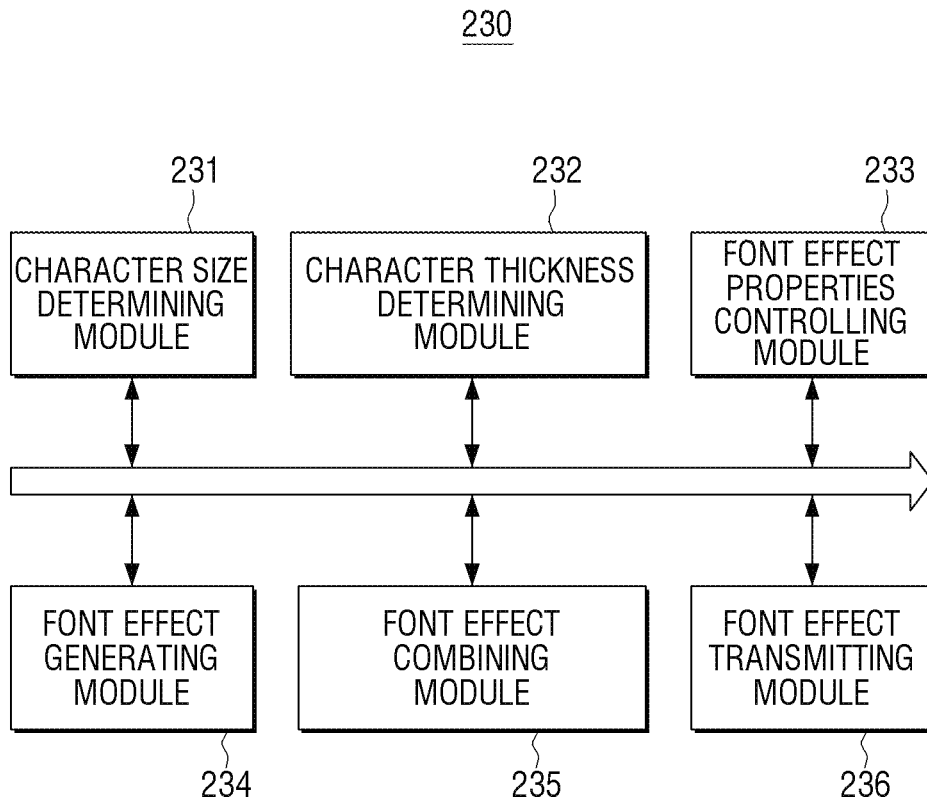 230
231
232
233
CHARACTER SIZE
DETERMINING
MODULE
CHARACTER THICKNESS
DETERMINING
MODULE
FONT EFFECT
PROPERTIES
CONTROLLING
MODULE
FONT EFFECT
GENERATING
MODULE
FONT EFFECT
COMBINING
MODULE
FONT EFFECT
TRANSMITTING
MODULE
234
235
236